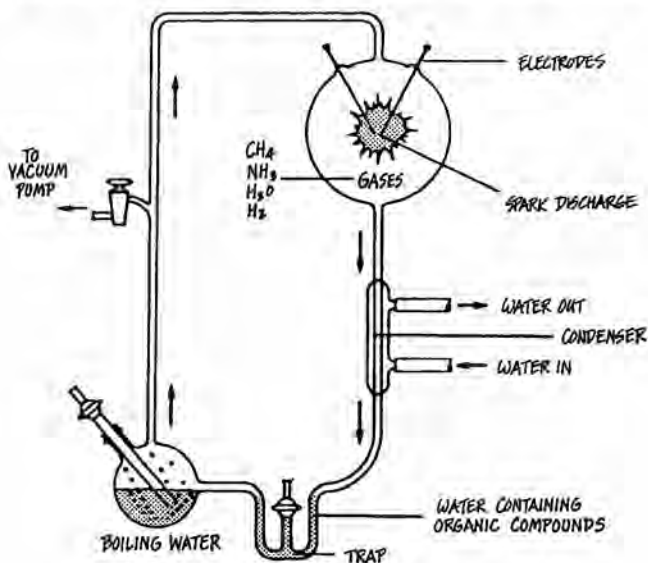 ELECTRODES
TO
VACUUM
PUMP
CH₄
NH₃
H₂O
H₂
GASES
SPARK DISCHARGE
WATER OUT
CONDENSER
WATER IN
WATER CONTAINING
ORGANIC COMPOUNDS
BOILING WATER
TRAP